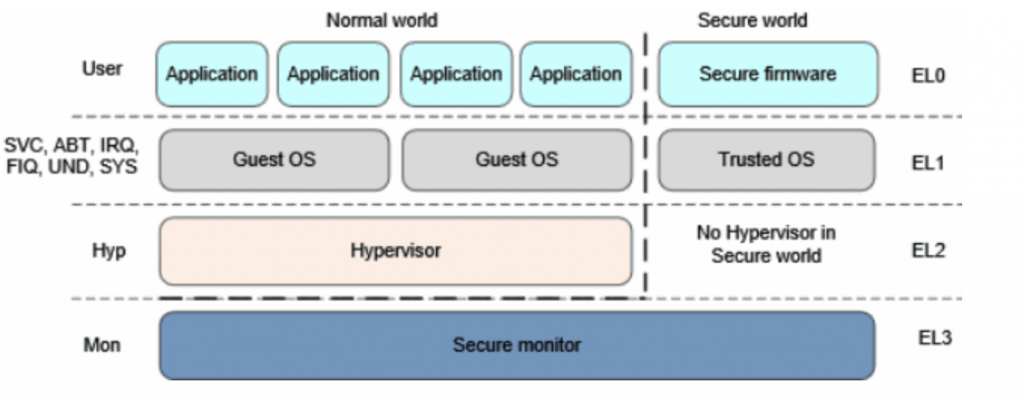 Normal world
Secure world
User
Application
Application
Application
Application
Secure firmware
EL0
SVC, ABT, IRQ,
FIQ, UND, SYS
Guest OS
Guest OS
Trusted OS
EL1
Hyp
Hypervisor
No Hypervisor in
Secure world
EL2
Mon
Secure monitor
EL3